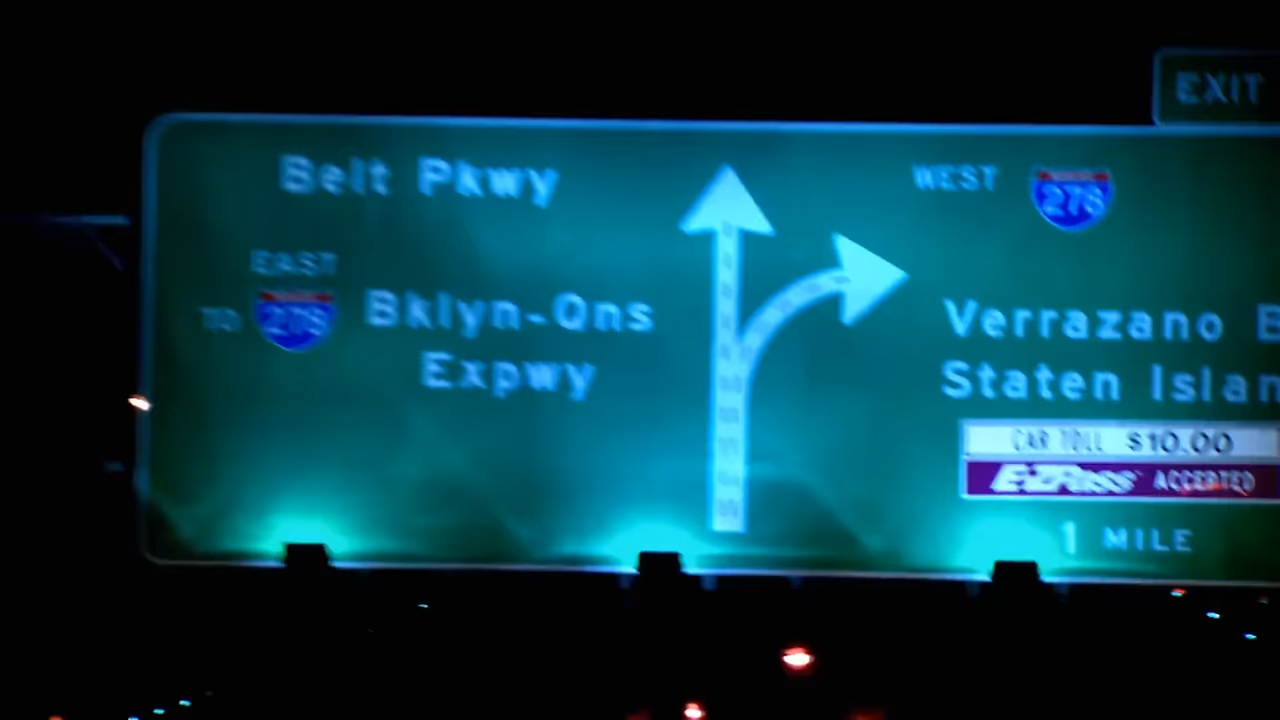 EXIT
Belt Pkwy
WEST 278
EAST
TO 278 Bklyn-Qns
Expwy
Verrazano
Staten Islan
CAR TOLL $10.00
E-ZPass ACCEPTED
1 MILE